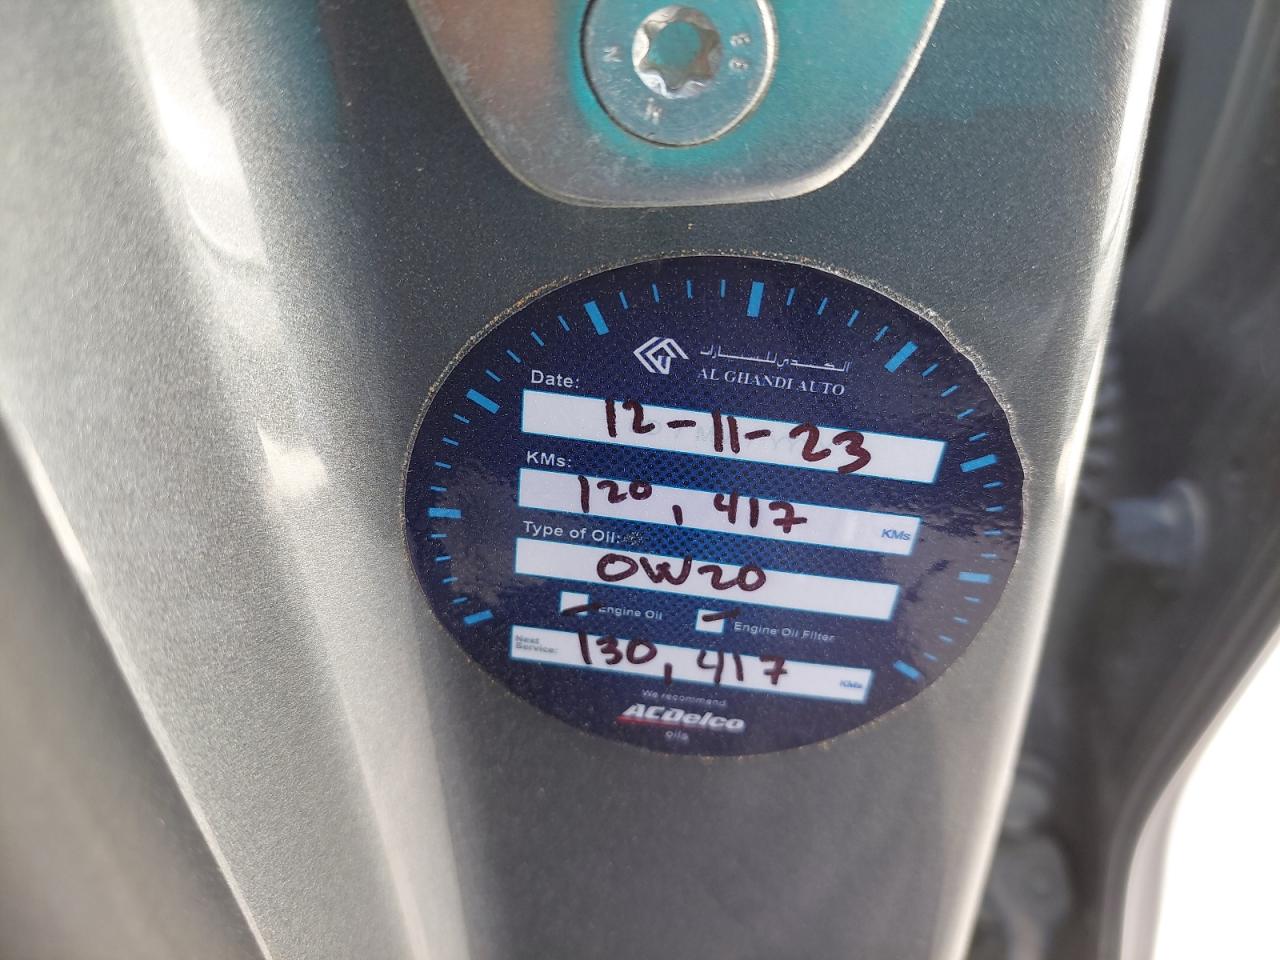 الغندي للسيارات
AL GHANDI AUTO
Date:
12-11-23
KMs:
120,417 KMs
Type of Oil:
0W20
Engine Oil Engine Oil Filter
Next Service: 130,417 KMs
We recommend
ACDelco
oils